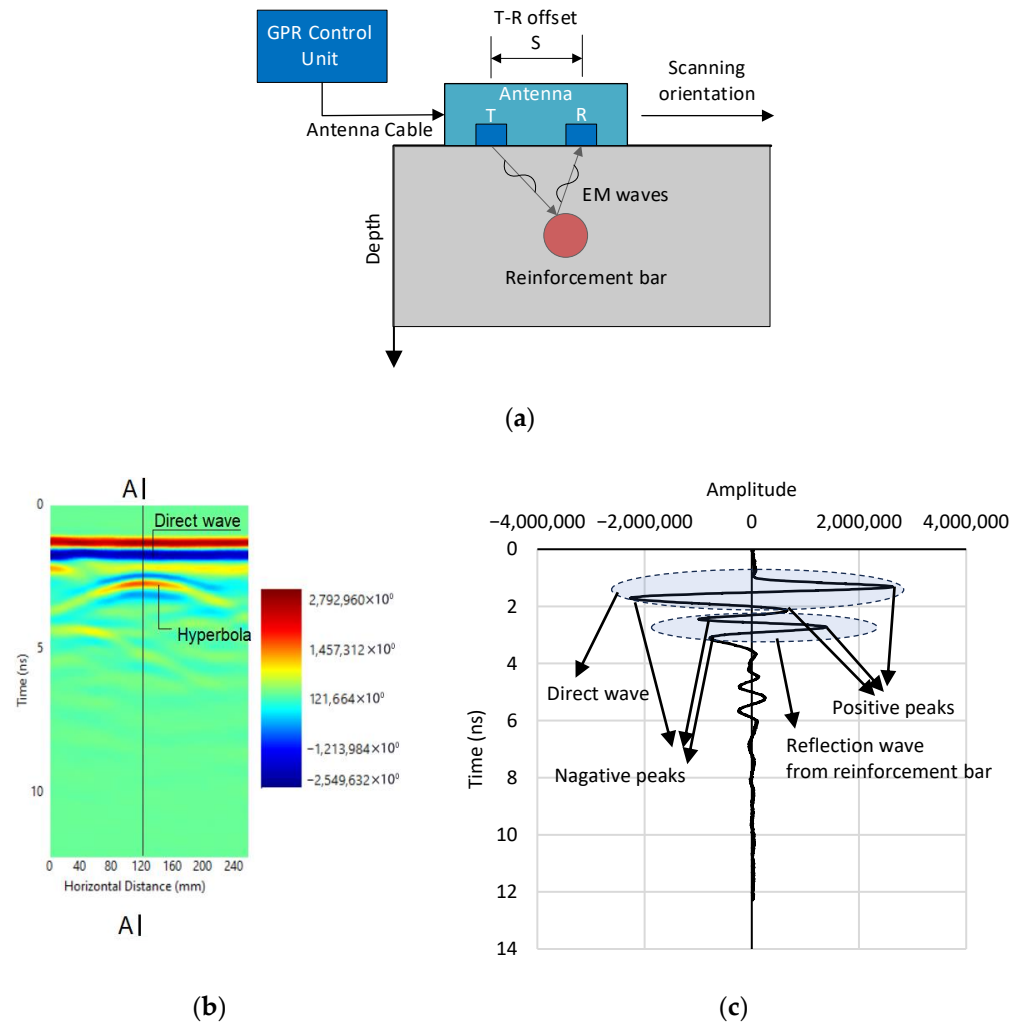 T-R offset
S
GPR Control
Unit
Scanning
orientation
Antenna
T
R
Antenna Cable
EM waves
Depth
Reinforcement bar
(a)
A
Direct wave
Hyperbola
0
5
10
Time (ns)
0 40 80 120 160 200 240
Horizontal Distance (mm)
2,792,960×10⁰
1,457,312×10⁰
121,664×10⁰
−1,213,984×10⁰
−2,549,632×10⁰
A
(b)
Amplitude
−4,000,000 −2,000,000 0 2,000,000 4,000,000
0
2
4
6
8
10
12
14
Time (ns)
Direct wave
Positive peaks
Reflection wave
from reinforcement bar
Nagative peaks
(c)